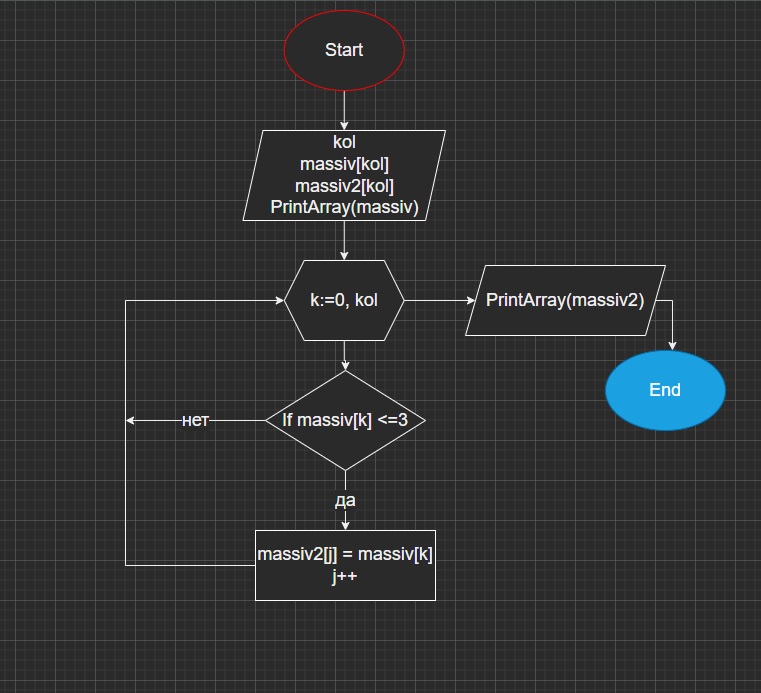 Start
kol
massiv[kol]
massiv2[kol]
PrintArray(massiv)
k:=0, kol
PrintArray(massiv2)
End
If massiv[k] <=3
нет
да
massiv2[j] = massiv[k]
j++